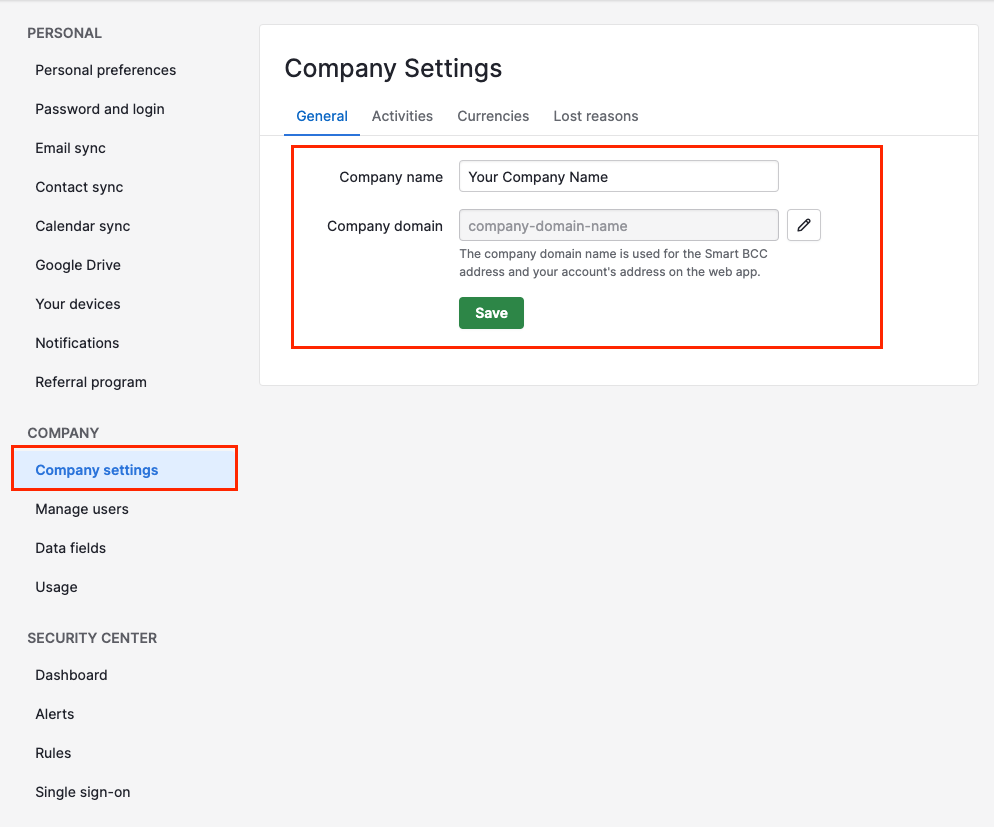 PERSONAL
Personal preferences
Password and login
Email sync
Contact sync
Calendar sync
Google Drive
Your devices
Notifications
Referral program
COMPANY
Company settings
Manage users
Data fields
Usage
SECURITY CENTER
Dashboard
Alerts
Rules
Single sign-on
Company Settings
General Activities Currencies Lost reasons
Company name Your Company Name
Company domain company-domain-name
The company domain name is used for the Smart BCC
address and your account's address on the web app.
Save